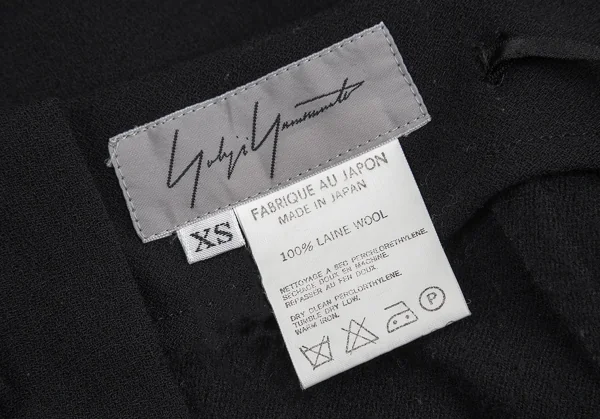 Yohji Yamamoto
XS
FABRIQUE AU JAPON
MADE IN JAPAN
100% LAINE WOOL
NETTOYAGE A SEC PERCHLORETHYLENE.
SECHAGE DOUX EN MACHINE.
REPASSER AU FER DOUX
DRY CLEAN PERCLORTHYLENE.
TUMBLE DRY LOW.
WARM IRON.
P